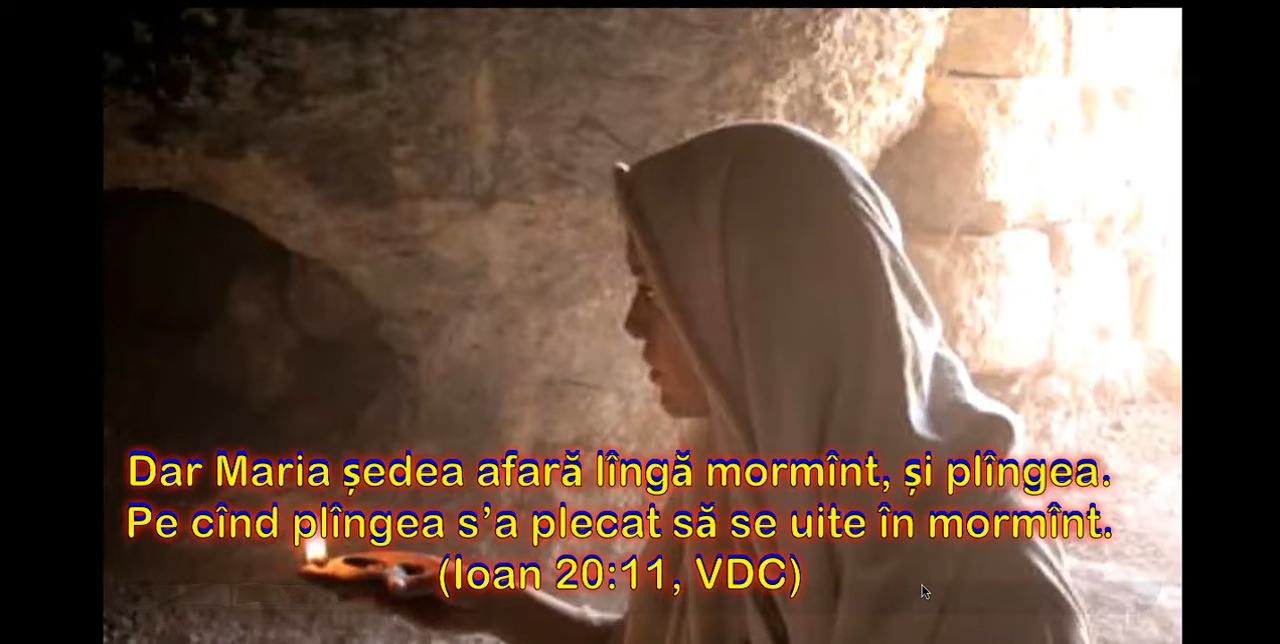 Dar Maria ședea afară lîngă mormînt, și plîngea.
Pe cînd plîngea s’a plecat să se uite în mormînt.
(Ioan 20:11, VDC)